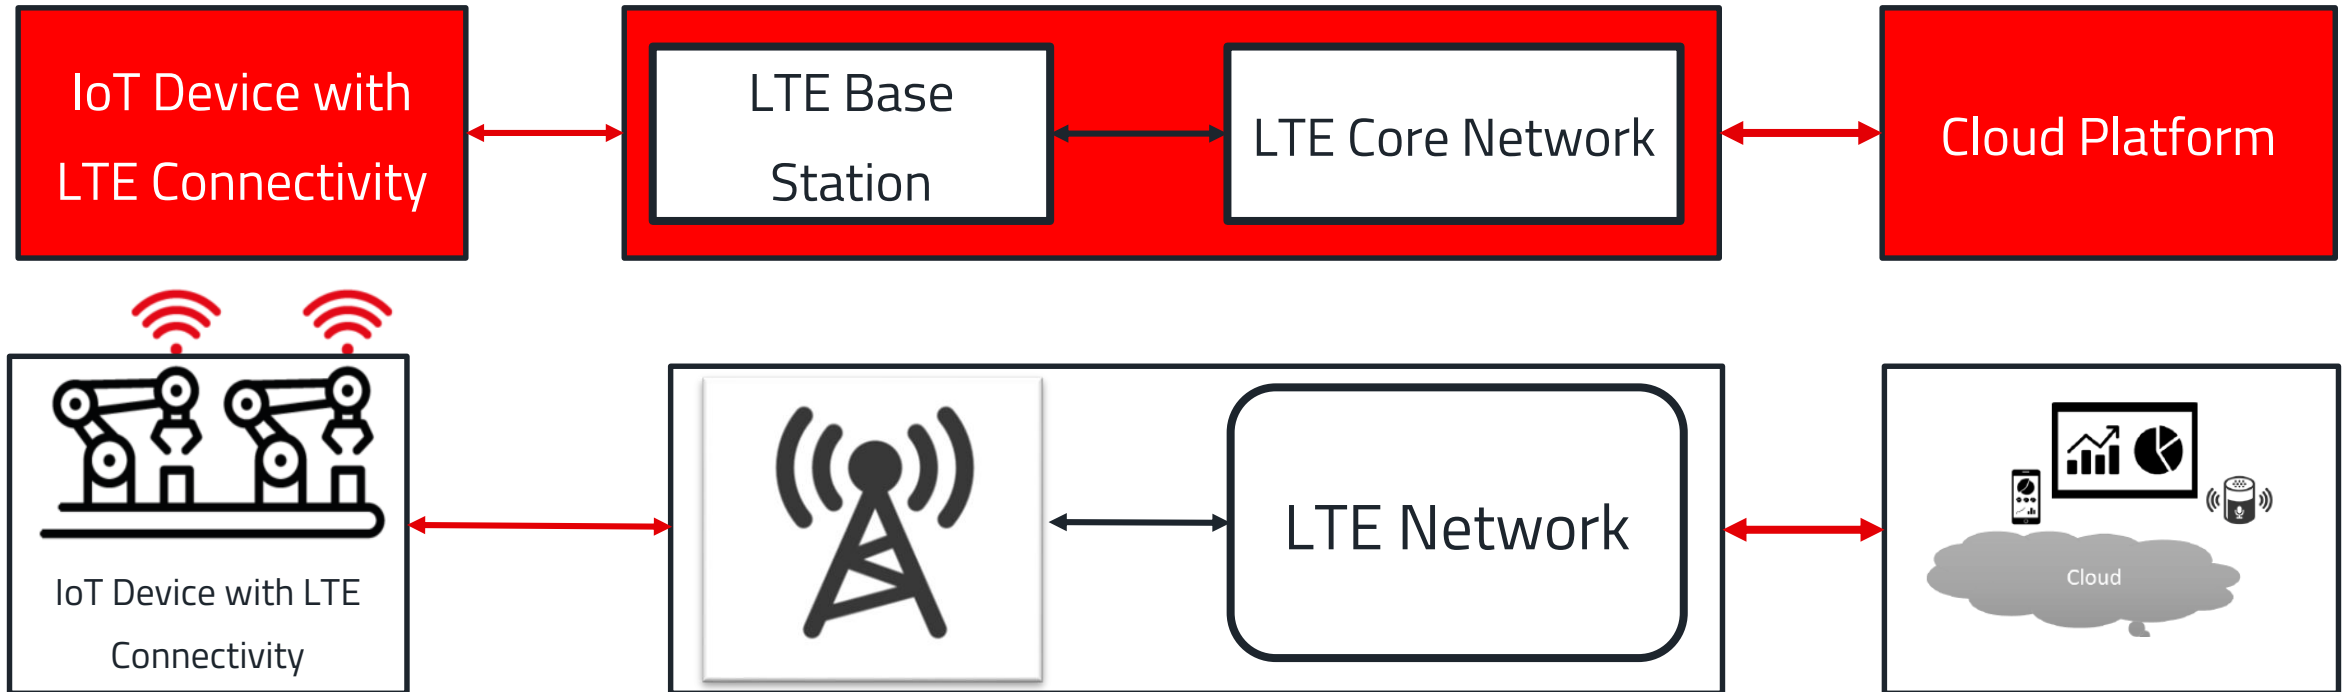 IoT Device with
LTE Connectivity
LTE Base
Station
LTE Core Network
Cloud Platform
IoT Device with LTE
Connectivity
LTE Network
Cloud